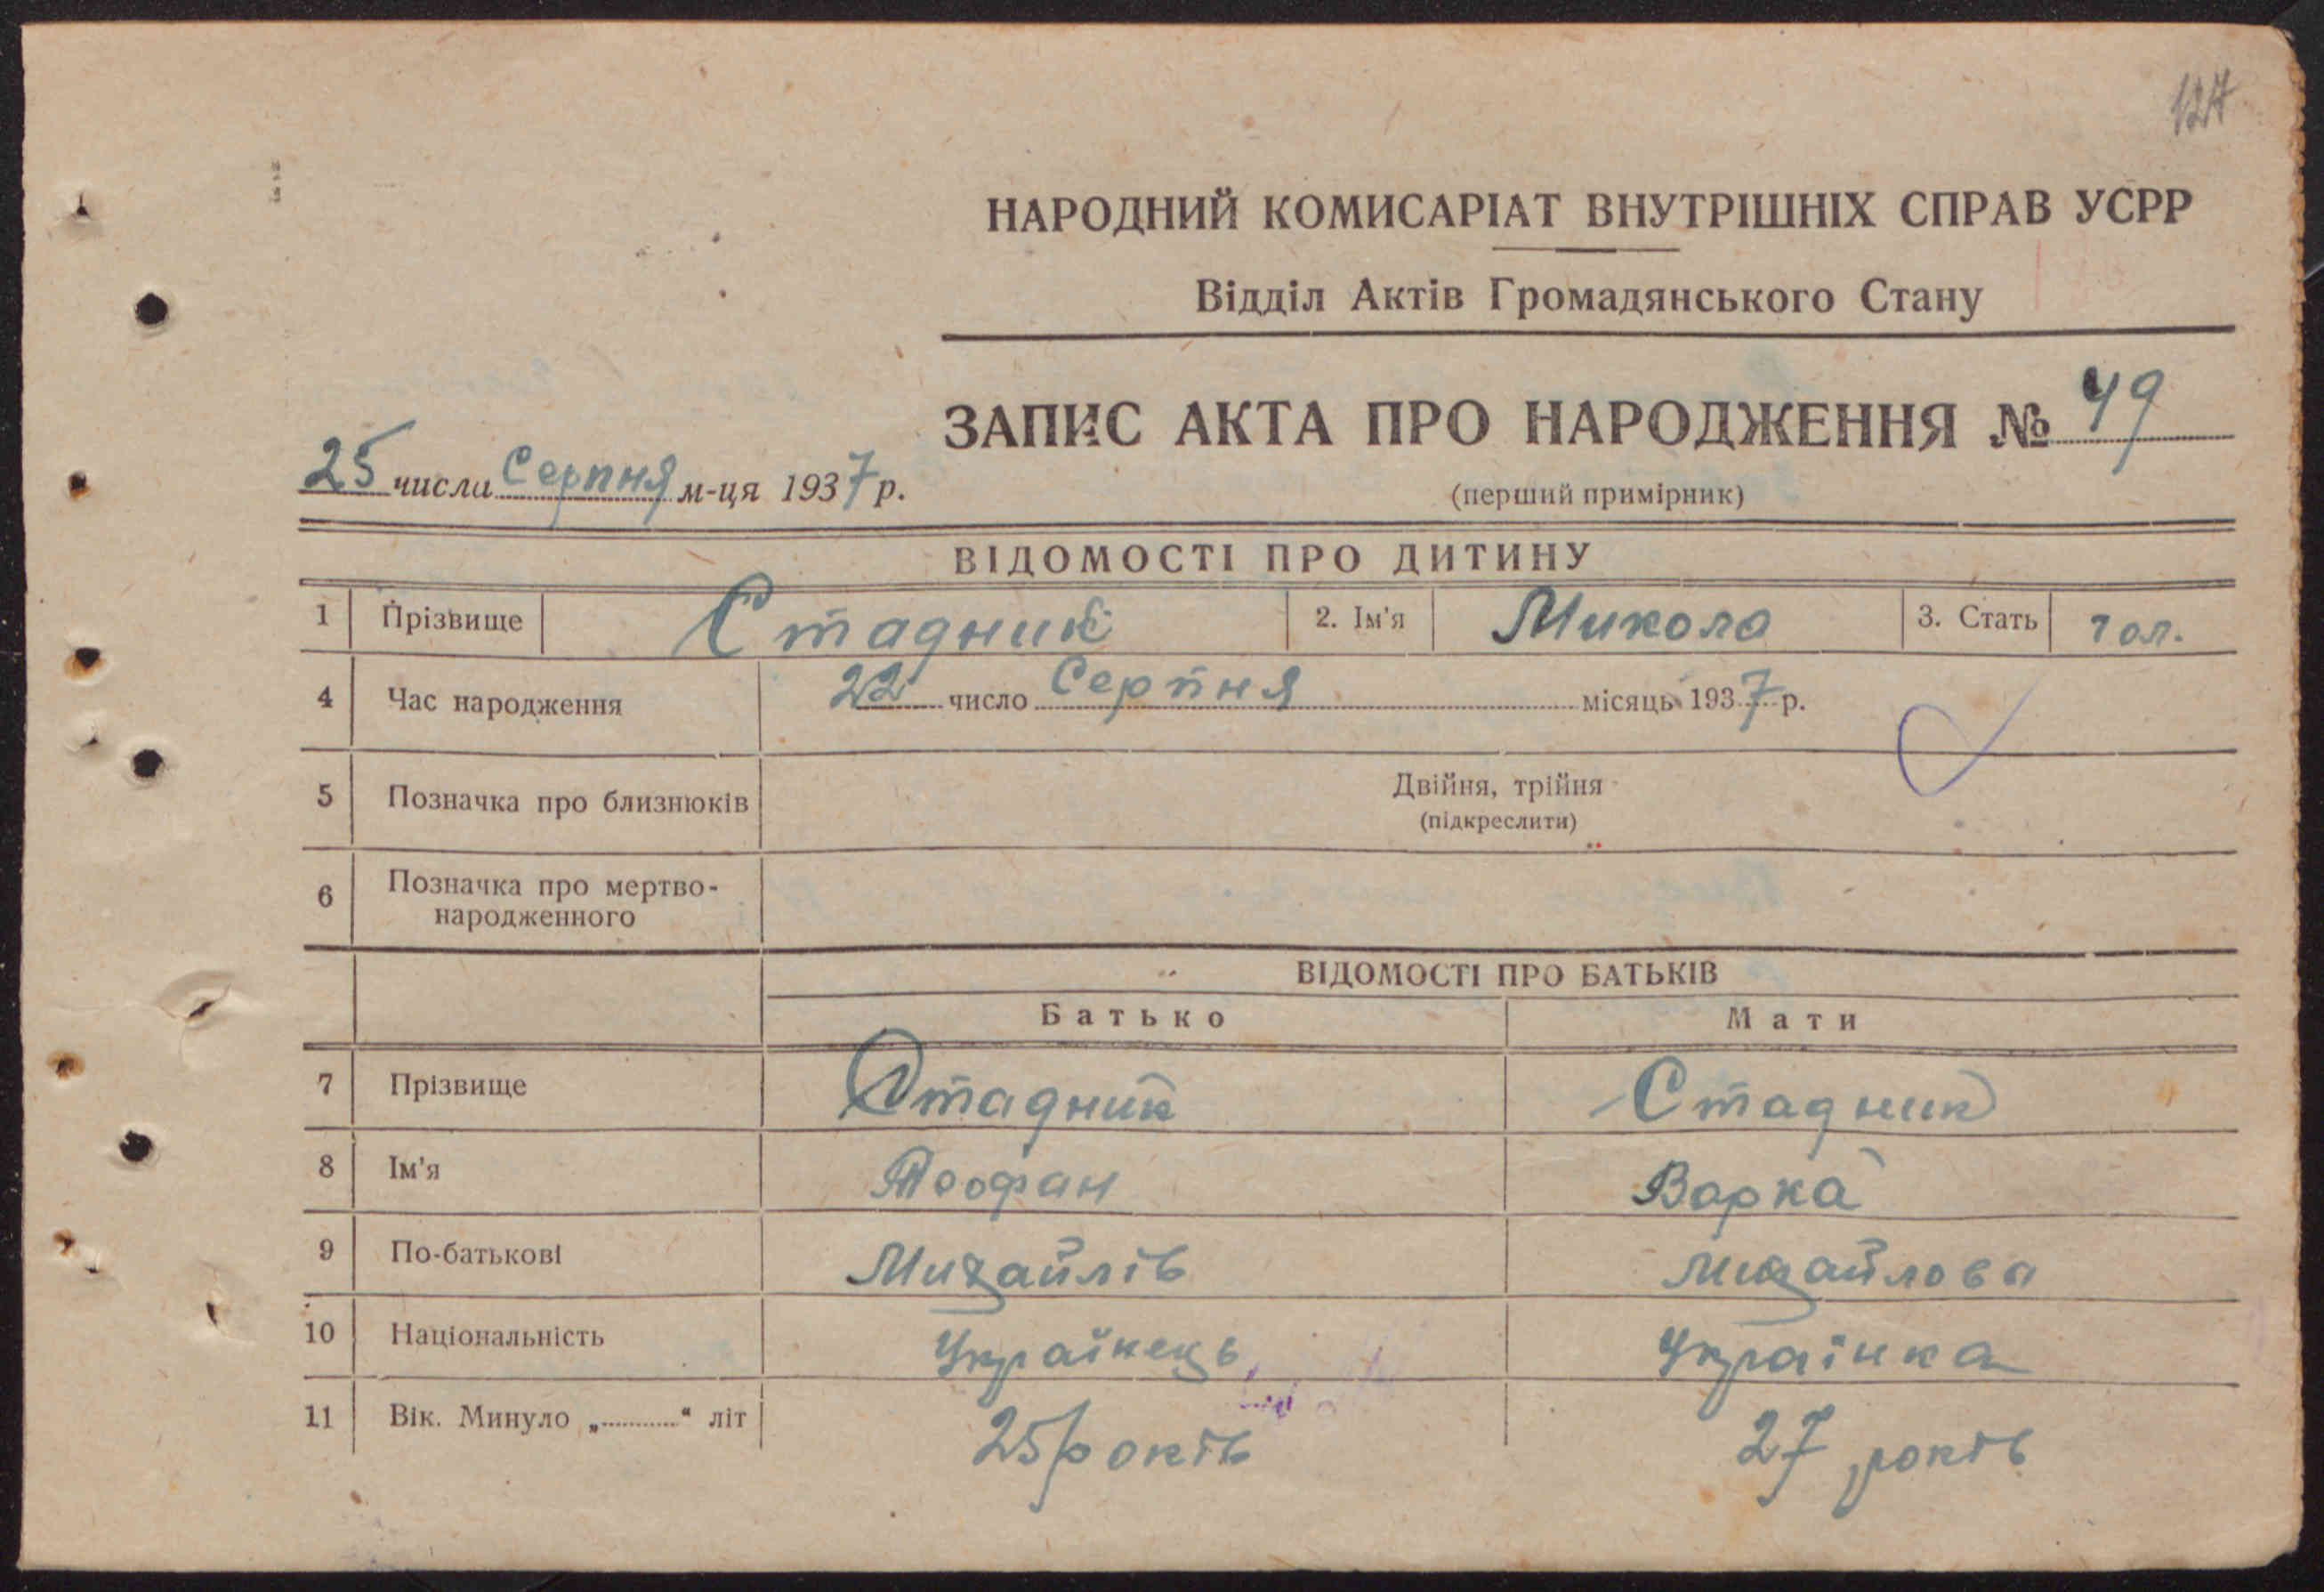 127
НАРОДНИЙ КОМИСАРІАТ ВНУТРІШНІХ СПРАВ УСРР
Відділ Актів Громадянського Стану
ЗАПИС АКТА ПРО НАРОДЖЕННЯ № 49
25 числа Серпня м-ця 1937 р.
(перший примірник)
ВІДОМОСТІ ПРО ДИТИНУ
1 Прізвище Стадник 2. Ім'я Микола 3. Стать чол.
4 Час народження 22 число Серпня місяць 1937 р.
5 Позначка про близнюків Двійня, трійня
(підкреслити)
6 Позначка про мертво-
народженного
ВІДОМОСТІ ПРО БАТЬКІВ
Батько Мати
7 Прізвище Стадник Стадник
8 Ім'я Теофан Варка
9 По-батькові Михайлів Михайлова
10 Національність Українець Українка
11 Вік. Минуло „............“ літ 25 років 27 років